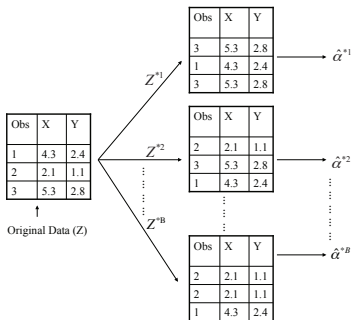 Obs X Y
3 5.3 2.8
1 4.3 2.4
3 5.3 2.8
Z*1
α̂*1
Obs X Y
1 4.3 2.4
2 2.1 1.1
3 5.3 2.8
Original Data (Z)
Z*2
Obs X Y
2 2.1 1.1
3 5.3 2.8
1 4.3 2.4
α̂*2
Z*B
Obs X Y
2 2.1 1.1
2 2.1 1.1
1 4.3 2.4
α̂*B